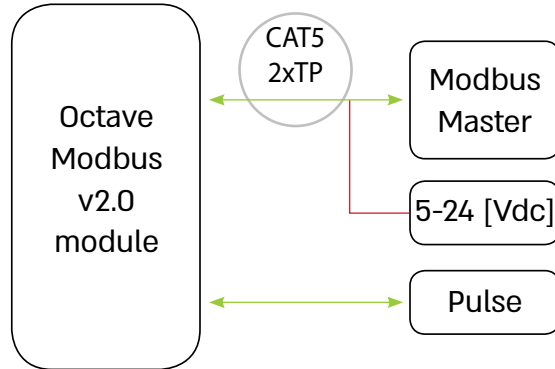 Octave
Modbus
v2.0
module
CAT5
2xTP
Modbus
Master
5-24 [Vdc]
Pulse